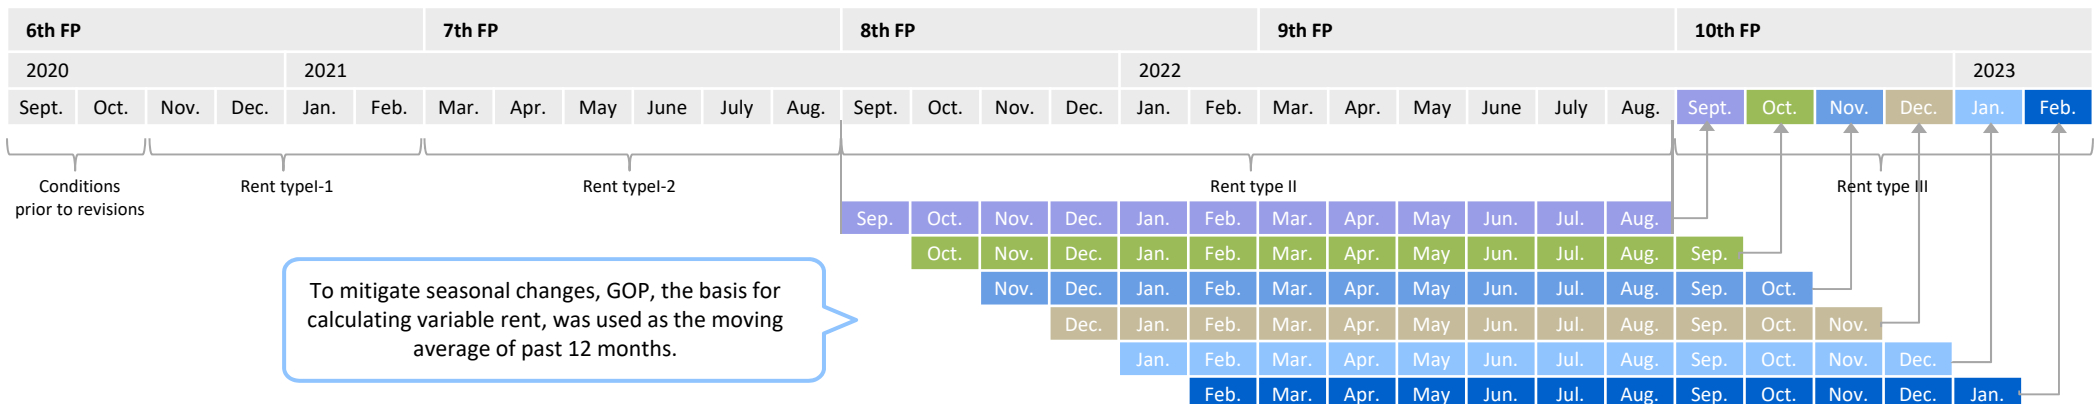 6th FP 7th FP 8th FP 9th FP 10th FP
2020 2021 2022 2023
Sept. Oct. Nov. Dec. Jan. Feb. Mar. Apr. May June July Aug. Sept. Oct. Nov. Dec. Jan. Feb. Mar. Apr. May June July Aug. Sept. Oct. Nov. Dec. Jan. Feb.
Conditions
prior to revisions
Rent typeI-1
Rent typeI-2
Rent type II
Rent type III
Sep. Oct. Nov. Dec. Jan. Feb. Mar. Apr. May Jun. Jul. Aug.
Oct. Nov. Dec. Jan. Feb. Mar. Apr. May Jun. Jul. Aug. Sep.
Nov. Dec. Jan. Feb. Mar. Apr. May Jun. Jul. Aug. Sep. Oct.
Dec. Jan. Feb. Mar. Apr. May Jun. Jul. Aug. Sep. Oct. Nov.
Jan. Feb. Mar. Apr. May Jun. Jul. Aug. Sep. Oct. Nov. Dec.
Feb. Mar. Apr. May Jun. Jul. Aug. Sep. Oct. Nov. Dec. Jan.
To mitigate seasonal changes, GOP, the basis for
calculating variable rent, was used as the moving
average of past 12 months.